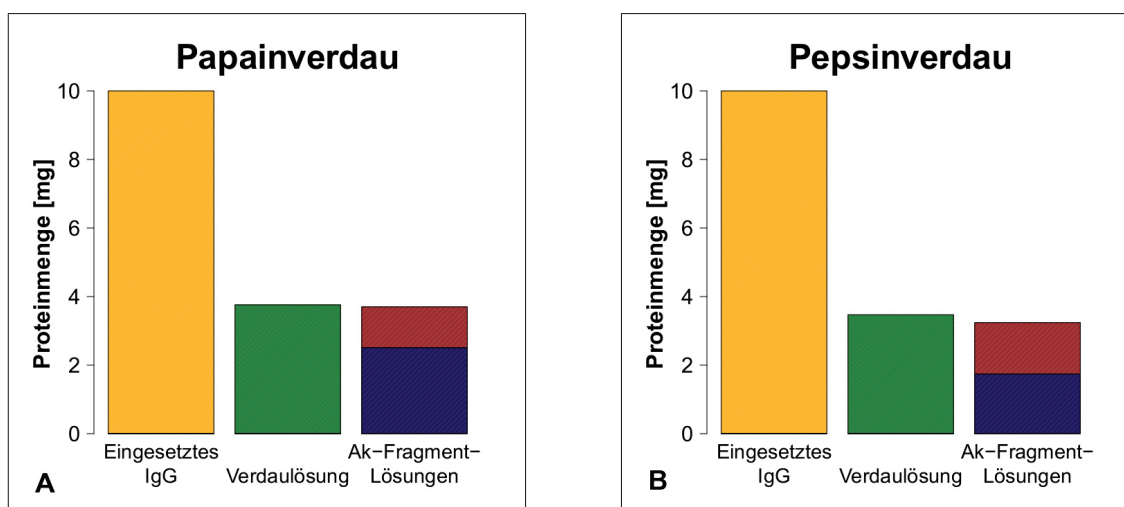 Papainverdau
Proteinmenge [mg]
10
8
6
4
2
0
Eingesetztes
IgG
Verdaulösung
Ak−Fragment−
Lösungen
A
Pepsinverdau
Proteinmenge [mg]
10
8
6
4
2
0
Eingesetztes
IgG
Verdaulösung
Ak−Fragment−
Lösungen
B